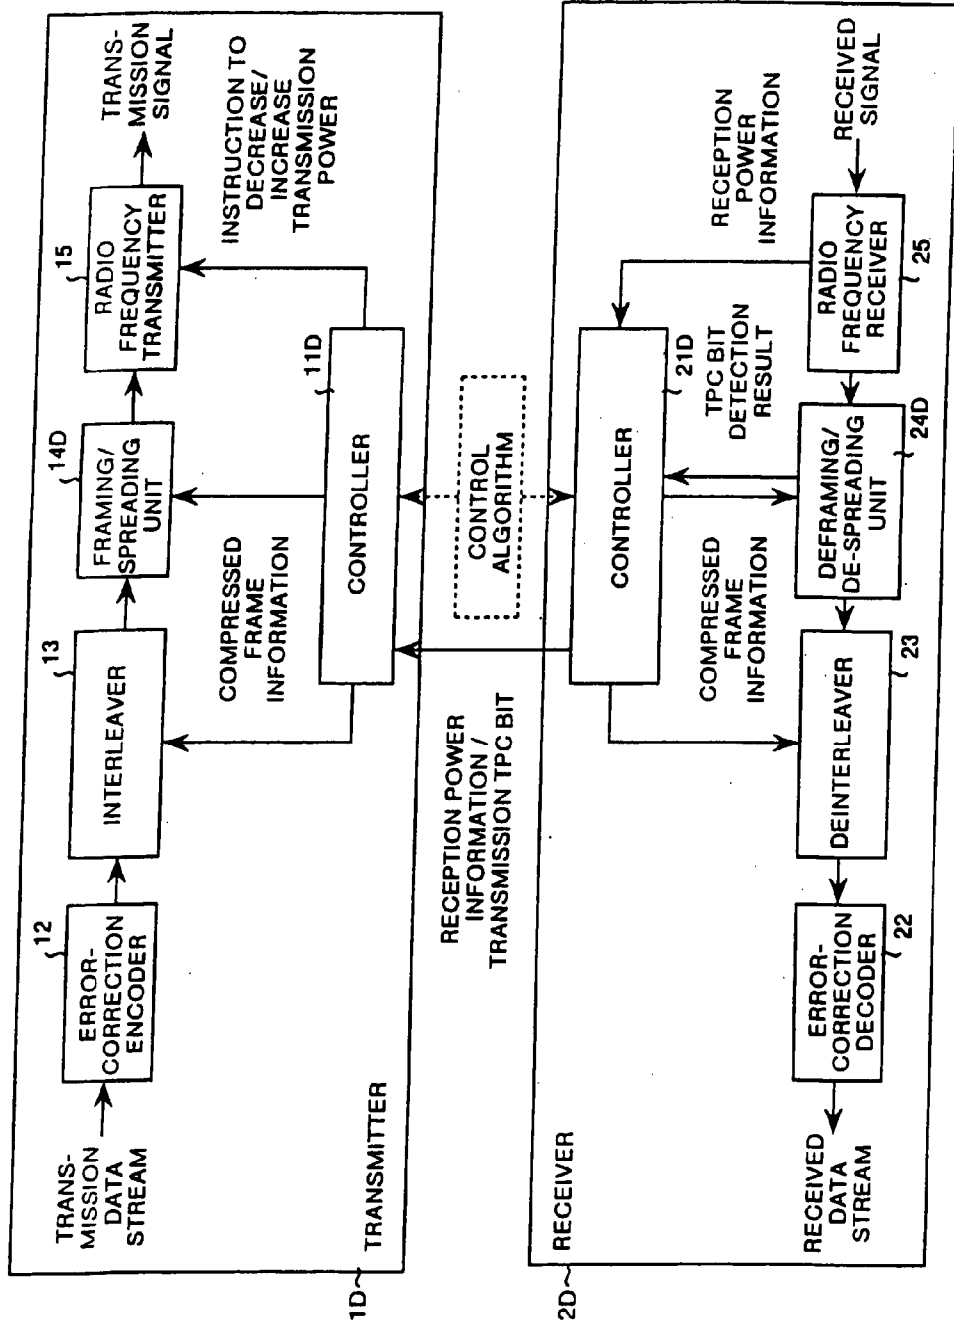 TRANS-
MISSION
DATA
STREAM
12
ERROR-
CORRECTION
ENCODER
13
INTERLEAVER
14D
FRAMING/
SPREADING
UNIT
15
RADIO
FREQUENCY
TRANSMITTER
TRANS-
MISSION
SIGNAL
COMPRESSED
FRAME
INFORMATION
INSTRUCTION TO
DECREASE/
INCREASE
TRANSMISSION
POWER
11D
CONTROLLER
1D
TRANSMITTER
RECEPTION POWER
INFORMATION /
TRANSMISSION TPC BIT
CONTROL
ALGORITHM
2D
RECEIVER
CONTROLLER
21D
RECEPTION
POWER
INFORMATION
COMPRESSED
FRAME
INFORMATION
TPC BIT
DETECTION
RESULT
RECEIVED
DATA
STREAM
ERROR-
CORRECTION
DECODER
22
DEINTERLEAVER
23
DEFRAMING/
DE-SPREADING
UNIT
24D
RADIO
FREQUENCY
RECEIVER
25
RECEIVED
SIGNAL